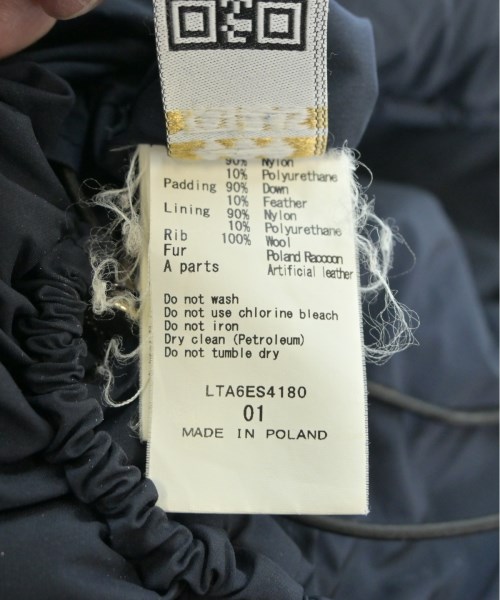 90% Nylon
10% Polyurethane
Padding 90% Down
10% Feather
Lining 90% Nylon
10% Polyurethane
Rib 100% Wool
Fur Poland Racooon
A parts Artificial leather
Do not wash
Do not use chlorine bleach
Do not iron
Dry clean (Petroleum)
Do not tumble dry
LTA6ES4180
01
MADE IN POLAND